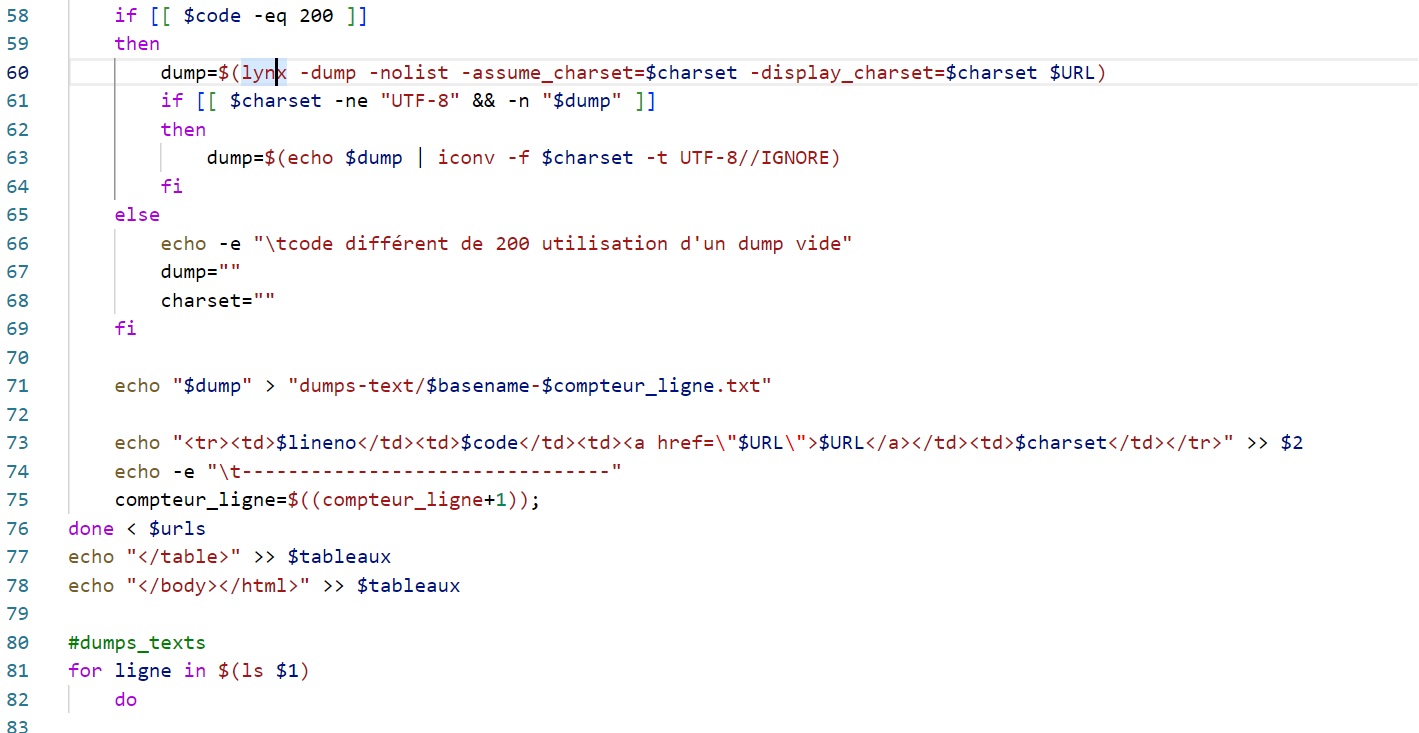 58 if [[ $code -eq 200 ]]
59 then
60 dump=$(lynx -dump -nolist -assume_charset=$charset -display_charset=$charset $URL)
61 if [[ $charset -ne "UTF-8" && -n "$dump" ]]
62 then
63 dump=$(echo $dump | iconv -f $charset -t UTF-8//IGNORE)
64 fi
65 else
66 echo -e "\tcode différent de 200 utilisation d'un dump vide"
67 dump=""
68 charset=""
69 fi
70
71 echo "$dump" > "dumps-text/$basename-$compteur_ligne.txt"
72
73 echo "<tr><td>$lineno</td><td>$code</td><td><a href=\"$URL\">$URL</a></td><td>$charset</td></tr>" >> $2
74 echo -e "\t--------------------------------"
75 compteur_ligne=$((compteur_ligne+1));
76 done < $urls
77 echo "</table>" >> $tableaux
78 echo "</body></html>" >> $tableaux
79
80 #dumps_texts
81 for ligne in $(ls $1)
82 do
83